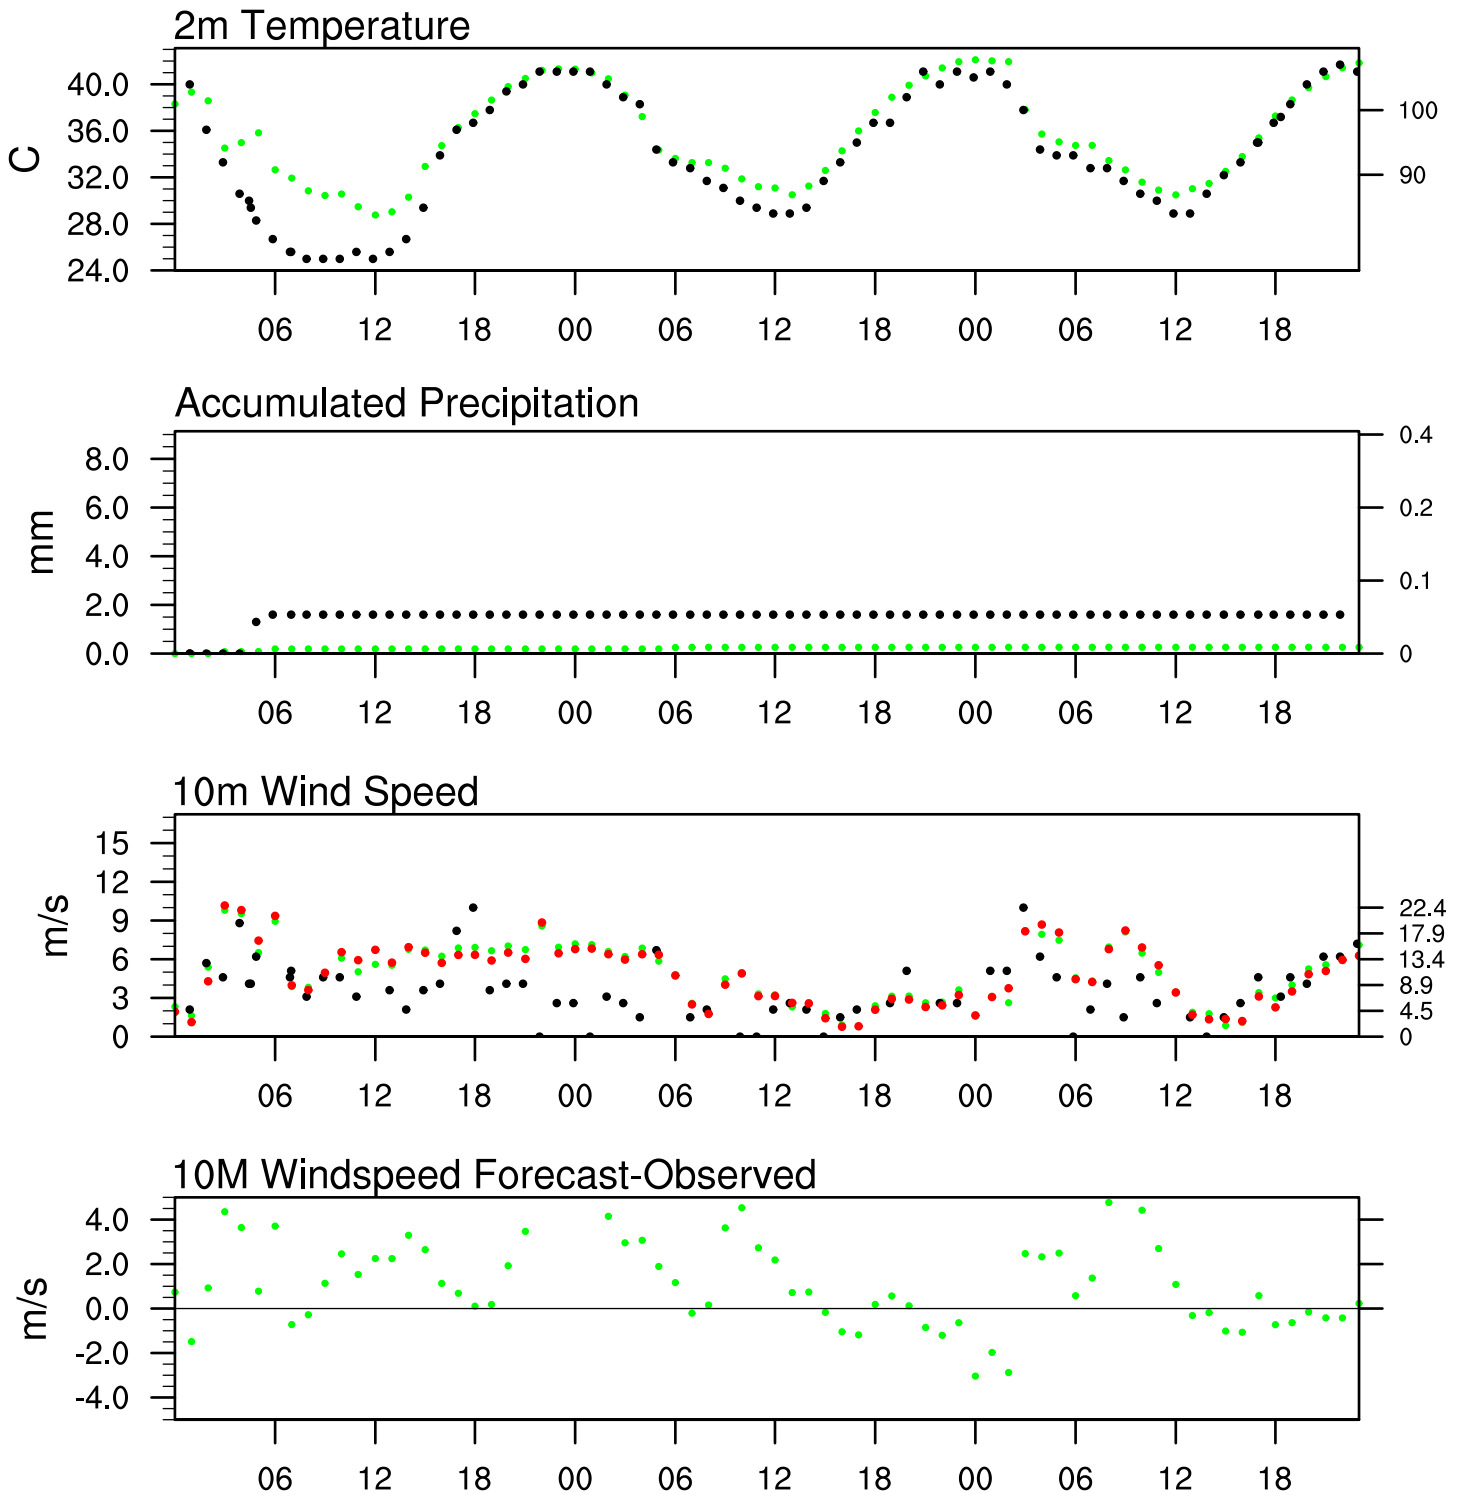 2m Temperature
C
40.0
36.0
32.0
28.0
24.0
100
90
06 12 18 00 06 12 18 00 06 12 18
Accumulated Precipitation
mm
8.0
6.0
4.0
2.0
0.0
0.4
0.2
0.1
0
06 12 18 00 06 12 18 00 06 12 18
10m Wind Speed
m/s
15
12
9
6
3
0
22.4
17.9
13.4
8.9
4.5
0
06 12 18 00 06 12 18 00 06 12 18
10M Windspeed Forecast-Observed
m/s
4.0
2.0
0.0
-2.0
-4.0
06 12 18 00 06 12 18 00 06 12 18